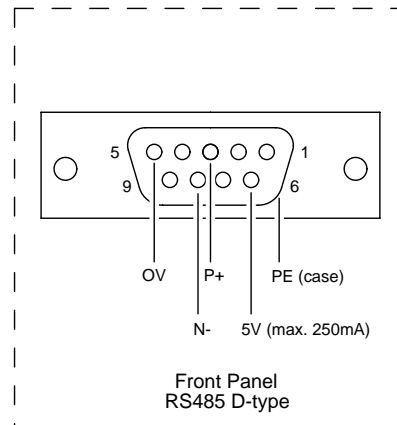 5 1
9 6
OV P+ PE (case)
N- 5V (max. 250mA)
Front Panel
RS485 D-type